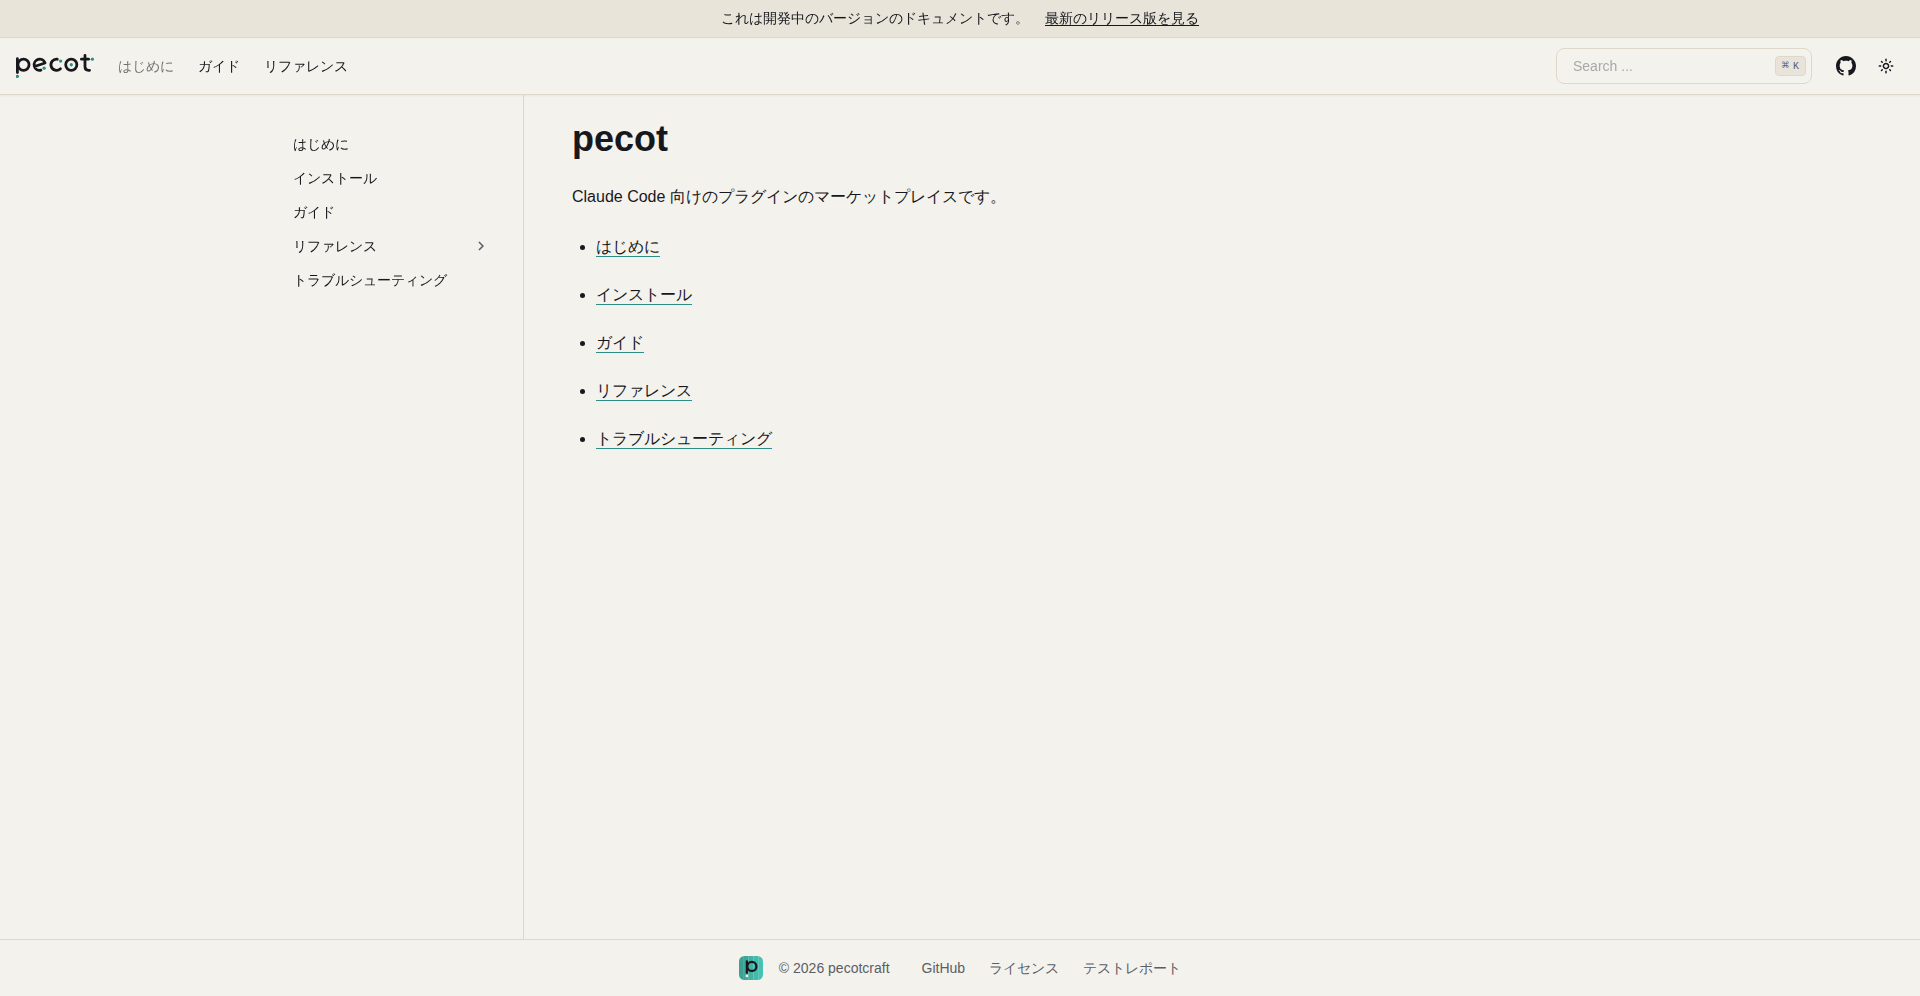 これは開発中のバージョンのドキュメントです。 最新のリリース版を見る
pecot はじめに ガイド リファレンス Search ... ⌘ K
はじめに
インストール
ガイド
リファレンス
トラブルシューティング
pecot
Claude Code 向けのプラグインのマーケットプレイスです。
はじめに
インストール
ガイド
リファレンス
トラブルシューティング
p © 2026 pecotcraft GitHub ライセンス テストレポート